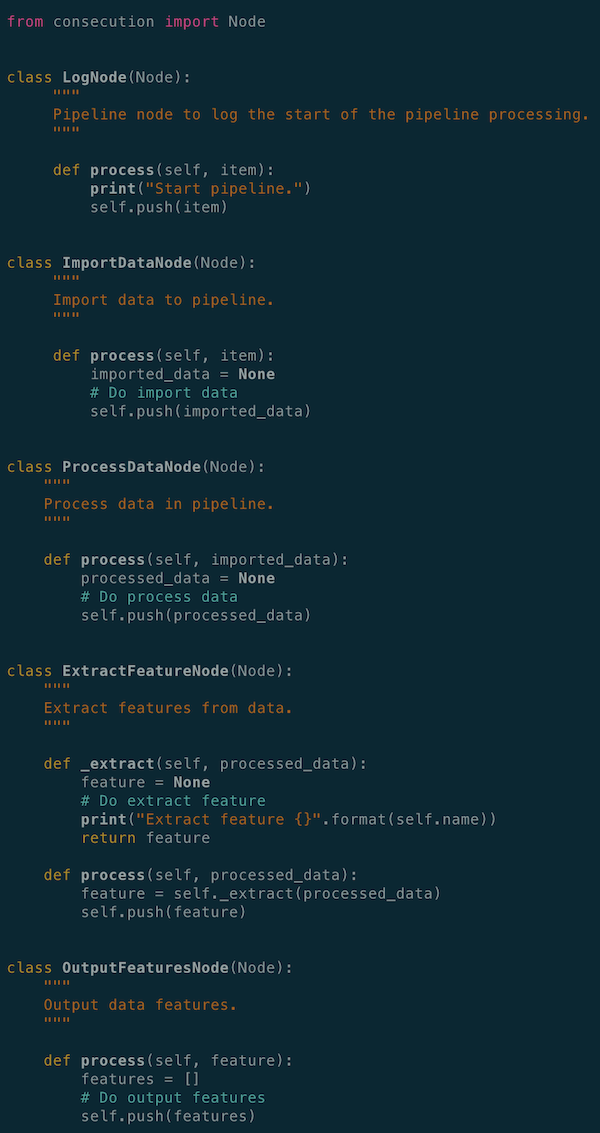 from consecution import Node
class LogNode(Node):
"""
Pipeline node to log the start of the pipeline processing.
"""
def process(self, item):
print("Start pipeline.")
self.push(item)
class ImportDataNode(Node):
"""
Import data to pipeline.
"""
def process(self, item):
imported_data = None
# Do import data
self.push(imported_data)
class ProcessDataNode(Node):
"""
Process data in pipeline.
"""
def process(self, imported_data):
processed_data = None
# Do process data
self.push(processed_data)
class ExtractFeatureNode(Node):
"""
Extract features from data.
"""
def _extract(self, processed_data):
feature = None
# Do extract feature
print("Extract feature {}".format(self.name))
return feature
def process(self, processed_data):
feature = self._extract(processed_data)
self.push(feature)
class OutputFeaturesNode(Node):
"""
Output data features.
"""
def process(self, feature):
features = []
# Do output features
self.push(features)